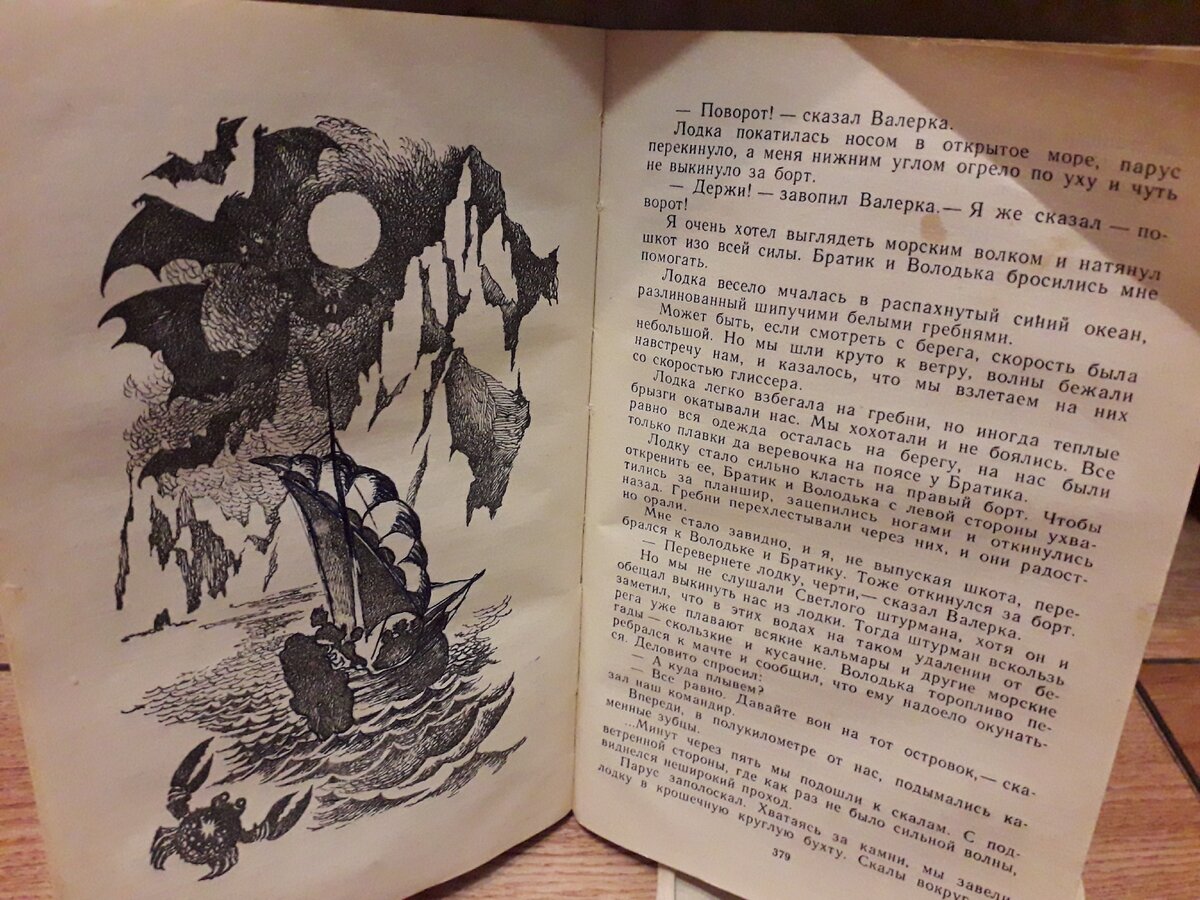 — Поворот! — сказал Валерка.
Лодка покатилась носом в открытое море, парус
перекинуло, а меня нижним углом огрело по уху и чуть
не выкинуло за борт.
— Держи! — завопил Валерка.— Я же сказал — по-
ворот!
Я очень хотел выглядеть морским волком и натянул
шкот изо всей силы. Братик и Володька бросились мне
помогать.
Лодка весело мчалась в распахнутый синий океан,
разлинованный шипучими белыми гребнями.
Может быть, если смотреть с берега, скорость была
небольшой. Но мы шли круто к ветру, волны бежали
навстречу нам, и казалось, что мы взлетаем на них
со скоростью глиссера.
Лодка легко взбегала на гребни, но иногда теплые
брызги окатывали нас. Мы хохотали и не боялись. Все
равно вся одежда осталась на берегу, на нас были
только плавки да веревочка на поясе у Братика.
Лодку стало сильно класть на правый борт. Чтобы
откренить ее, Братик и Володька с левой стороны ухва-
тились за планшир, зацепились ногами и откинулись
назад. Гребни перехлестывали через них, и они радост-
но орали.
Мне стало завидно, и я, не выпуская шкота, пере-
брался к Володьке и Братику. Тоже откинулся за борт.
— Перевернете лодку, черти,— сказал Валерка.
Но мы не слушали Светлого штурмана, хотя он и
обещал выкинуть нас из лодки. Тогда штурман вскользь
заметил, что в этих водах на таком удалении от бе-
рега уже плавают всякие кальмары и другие морские
гады — скользкие и кусачие. Володька торопливо пе-
ребрался к мачте и сообщил, что ему надоело окунать-
ся. Деловито спросил:
— А куда плывем?
— Все равно. Давайте вон на тот островок,— ска-
зал наш командир.
Впереди, в полукилометре от нас, подымались ка-
менные зубцы.
...Минут через пять мы подошли к скалам. С под-
ветренной стороны, где как раз не было сильной волны,
виднелся неширокий проход.
Парус заполоскал. Хватаясь за камни, мы завели
лодку в крошечную круглую бухту. Скалы вокруг
379